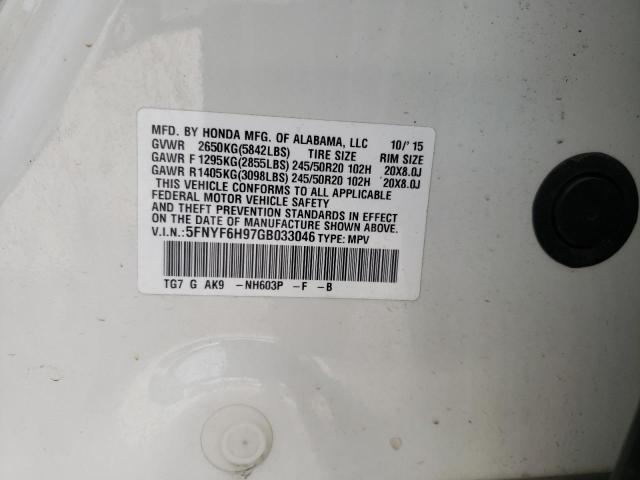 MFD. BY HONDA MFG. OF ALABAMA, LLC 10/'15
GVWR 2650KG(5842LBS) TIRE SIZE RIM SIZE
GAWR F 1295KG(2855LBS) 245/50R20 102H 20X8.0J
GAWR R1405KG(3098LBS) 245/50R20 102H 20X8.0J
THIS VEHICLE CONFORMS TO ALL APPLICABLE
FEDERAL MOTOR VEHICLE SAFETY
AND THEFT PREVENTION STANDARDS IN EFFECT
ON THE DATE OF MANUFACTURE SHOWN ABOVE.
V.I.N.:5FNYF6H97GB033046 TYPE: MPV
TG7 G AK9 -NH603P -F -B